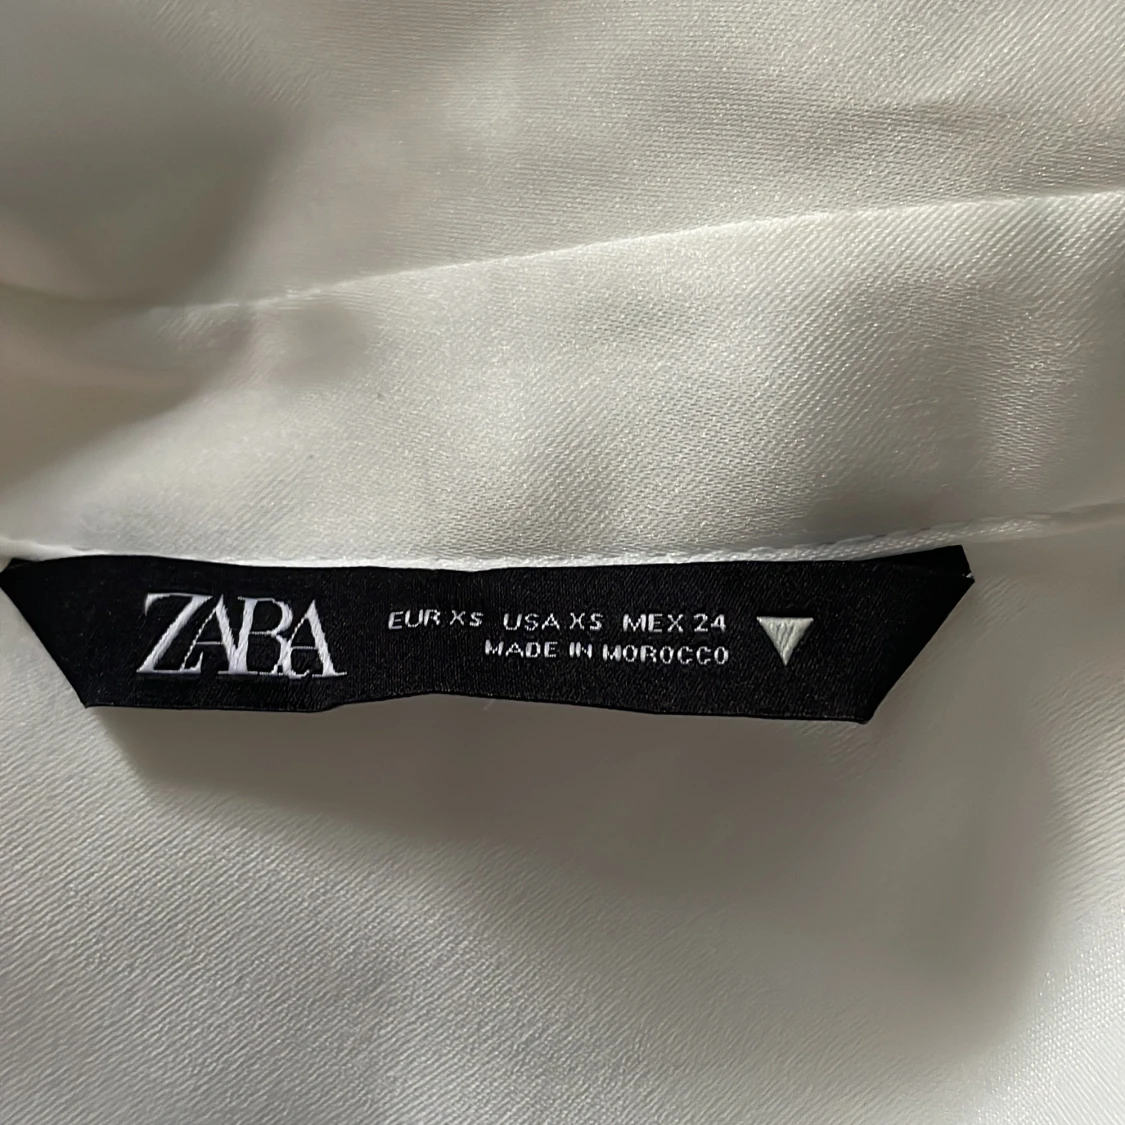 ZARA
EUR XS USA XS MEX 24
MADE IN MOROCCO